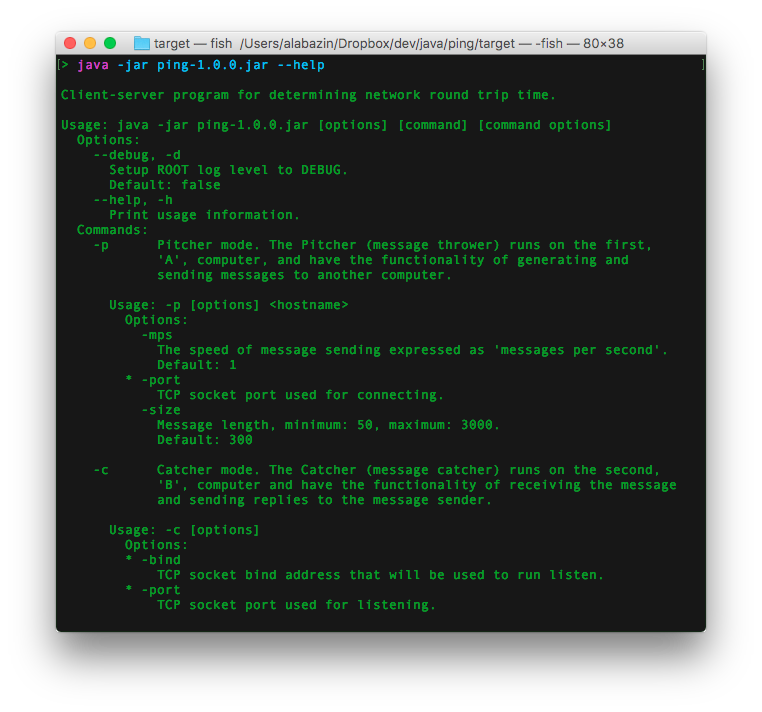 target — fish  /Users/alabazin/Dropbox/dev/java/ping/target — -fish — 80×38
[> java -jar ping-1.0.0.jar --help ]
Client-server program for determining network round trip time.
Usage: java -jar ping-1.0.0.jar [options] [command] [command options]
  Options:
    --debug, -d
      Setup ROOT log level to DEBUG.
      Default: false
    --help, -h
      Print usage information.
  Commands:
    -p      Pitcher mode. The Pitcher (message thrower) runs on the first,
            'A', computer, and have the functionality of generating and
            sending messages to another computer.
      Usage: -p [options] <hostname>
        Options:
          -mps
            The speed of message sending expressed as 'messages per second'.
            Default: 1
        * -port
            TCP socket port used for connecting.
          -size
            Message length, minimum: 50, maximum: 3000.
            Default: 300
    -c      Catcher mode. The Catcher (message catcher) runs on the second,
            'B', computer and have the functionality of receiving the message
            and sending replies to the message sender.
      Usage: -c [options]
        Options:
        * -bind
            TCP socket bind address that will be used to run listen.
        * -port
            TCP socket port used for listening.